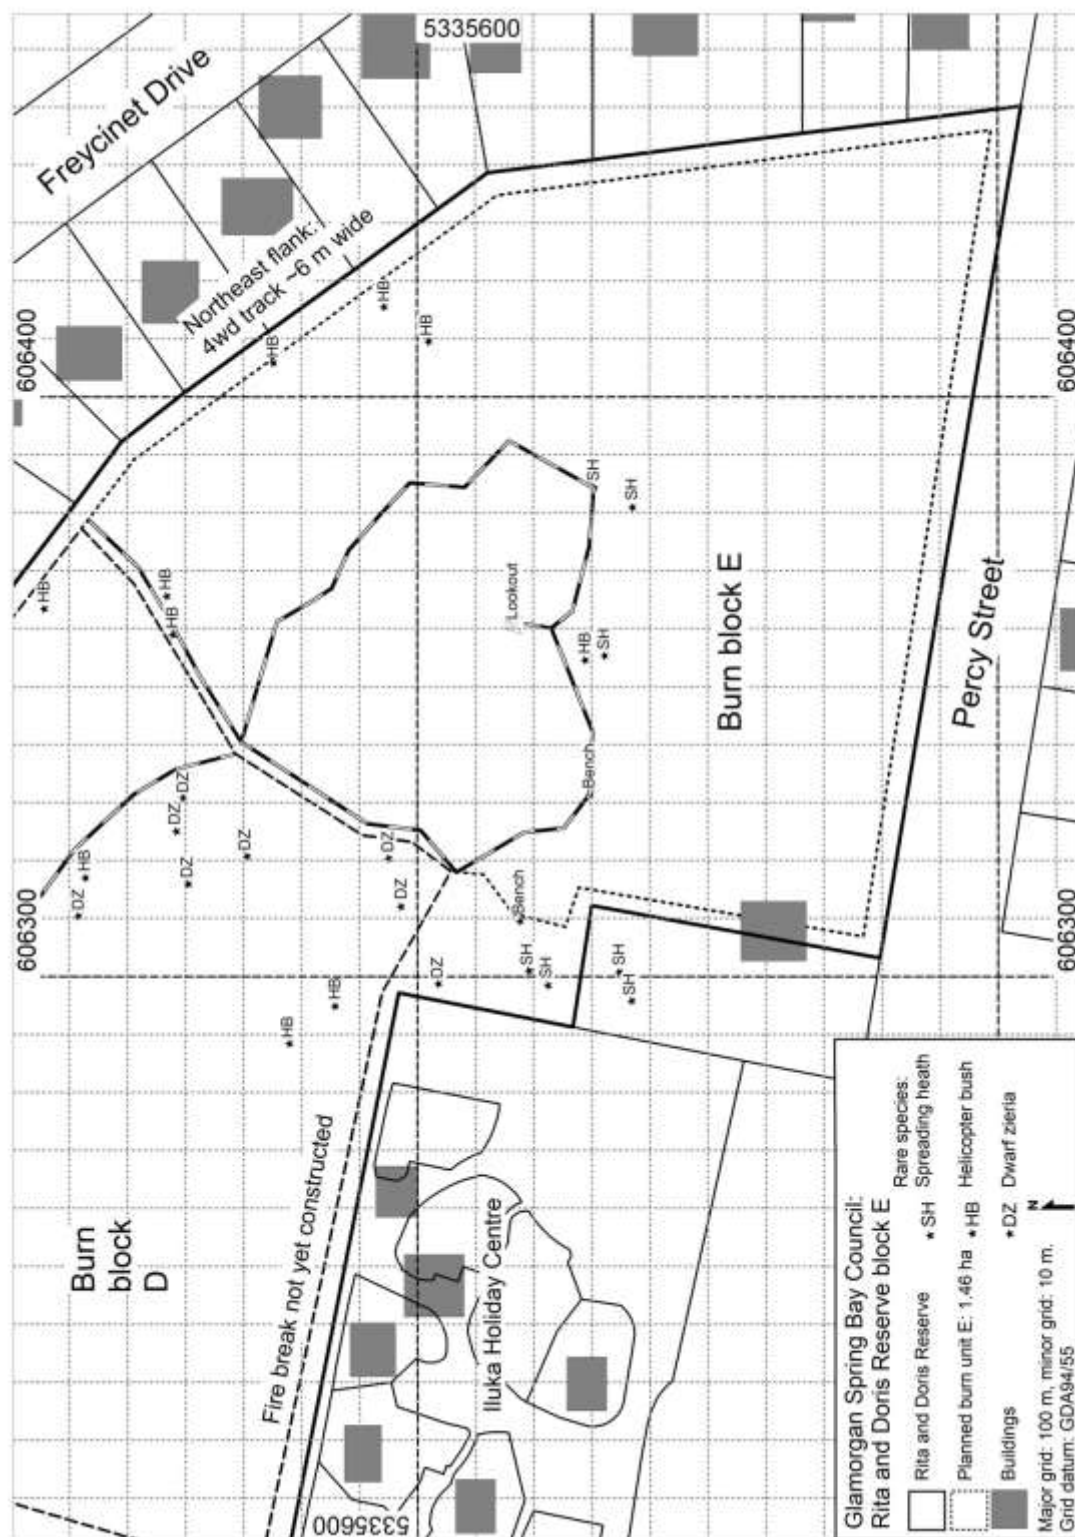 5335600
Freycinet Drive
Northeast flank:
4wd track ~6 m wide
606400
606400
HB
HB
HB
HB
HB
HB
SH
SH
Lookout
HB
SH
Burn block E
Percy Street
Bench
DZ
DZ
DZ
DZ
HB
DZ
DZ
DZ
606300
606300
Bench
SH
SH
DZ
SH
SH
HB
HB
Burn
block
D
Fire break not yet constructed
Iluka Holiday Centre
5335600
Glamorgan Spring Bay Council:
Rita and Doris Reserve block E
Rita and Doris Reserve
Planned burn unit E: 1.46 ha
Buildings
Rare species:
SH Spreading heath
HB Helicopter bush
DZ Dwarf zieria
N
Major grid: 100 m, minor grid: 10 m.
Grid datum: GDA94/55